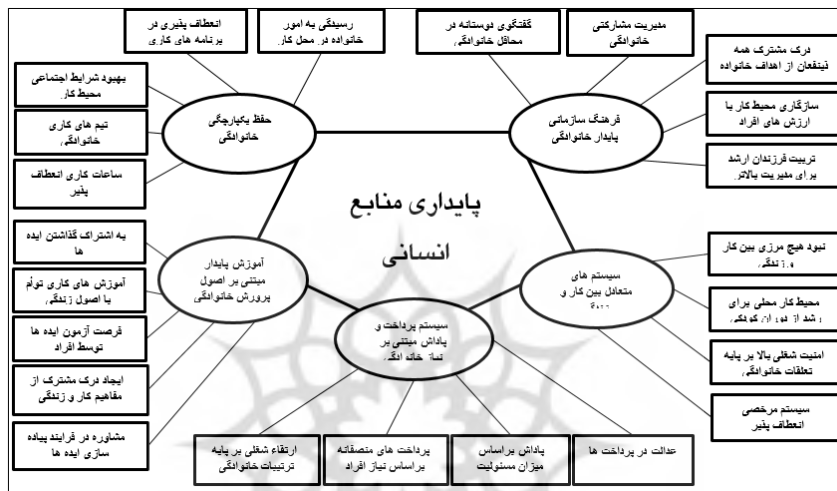 رسیدگی به امور
خانواده در محل کار
انعطاف پذیری در
برنامه های کاری
بهبود شرایط اجتماعی
محیط کار
تیم های کاری
خانوادگی
ساعات کاری انعطاف
پذیر
حفظ یکپارچگی
خانوادگی
مدیریت مشارکتی
خانوادگی
گفتگوی دوستانه در
محافل خانوادگی
درک مشترک همه
ذینفعان از اهداف خانواده
سازگاری محیط کار با
ارزش های افراد
تربیت فرزندان ارشد
برای مدیریت بالاتر
فرهنگ سازمانی
پایدار خانوادگی
پایداری منابع
انسانی
سیستم های
متعادل بین کار و
زندگی
نبود هیچ مرزی بین کار
و زندگی
محیط کار محلی برای
رشد از دوران کودکی
امنیت شغلی بالا بر پایه
تعلقات خانوادگی
سیستم مرخصی
انعطاف پذیر
سیستم پرداخت و
پاداش مبتنی بر
نیاز خانوادگی
عدالت در پرداخت ها
پاداش براساس
میزان مسئولیت
پرداخت های منصفانه
براساس نیاز افراد
ارتقاء شغلی بر پایه
ترتیبات خانوادگی
آموزش پایدار
مبتنی بر اصول
پرورش خانوادگی
به اشتراک گذاشتن ایده
ها
آموزش های کاری توأم
با اصول زندگی
فرصت آزمون ایده ها
توسط افراد
ایجاد درک مشترک از
مفاهیم کار و زندگی
مشاوره در فرایند پیاده
سازی ایده ها